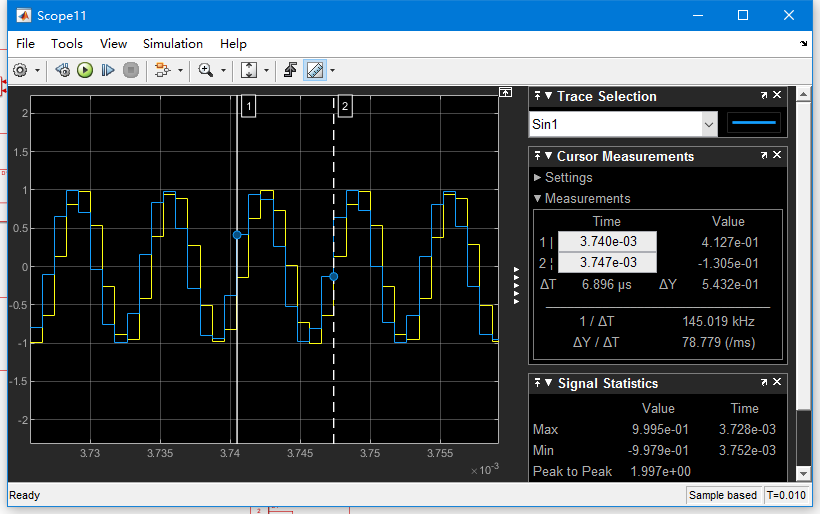 Scope11
File Tools View Simulation Help
1
2
2
1.5
1
0.5
0
-0.5
-1
-1.5
-2
3.73 3.735 3.74 3.745 3.75 3.755
×10⁻³
Trace Selection
Sin1
Cursor Measurements
Settings
Measurements
Time Value
1 | 3.740e-03 4.127e-01
2 ¦ 3.747e-03 -1.305e-01
ΔT 6.896 µs ΔY 5.432e-01
1 / ΔT 145.019 kHz
ΔY / ΔT 78.779 (/ms)
Signal Statistics
Value Time
Max 9.995e-01 3.728e-03
Min -9.979e-01 3.752e-03
Peak to Peak 1.997e+00
Ready Sample based T=0.010
2